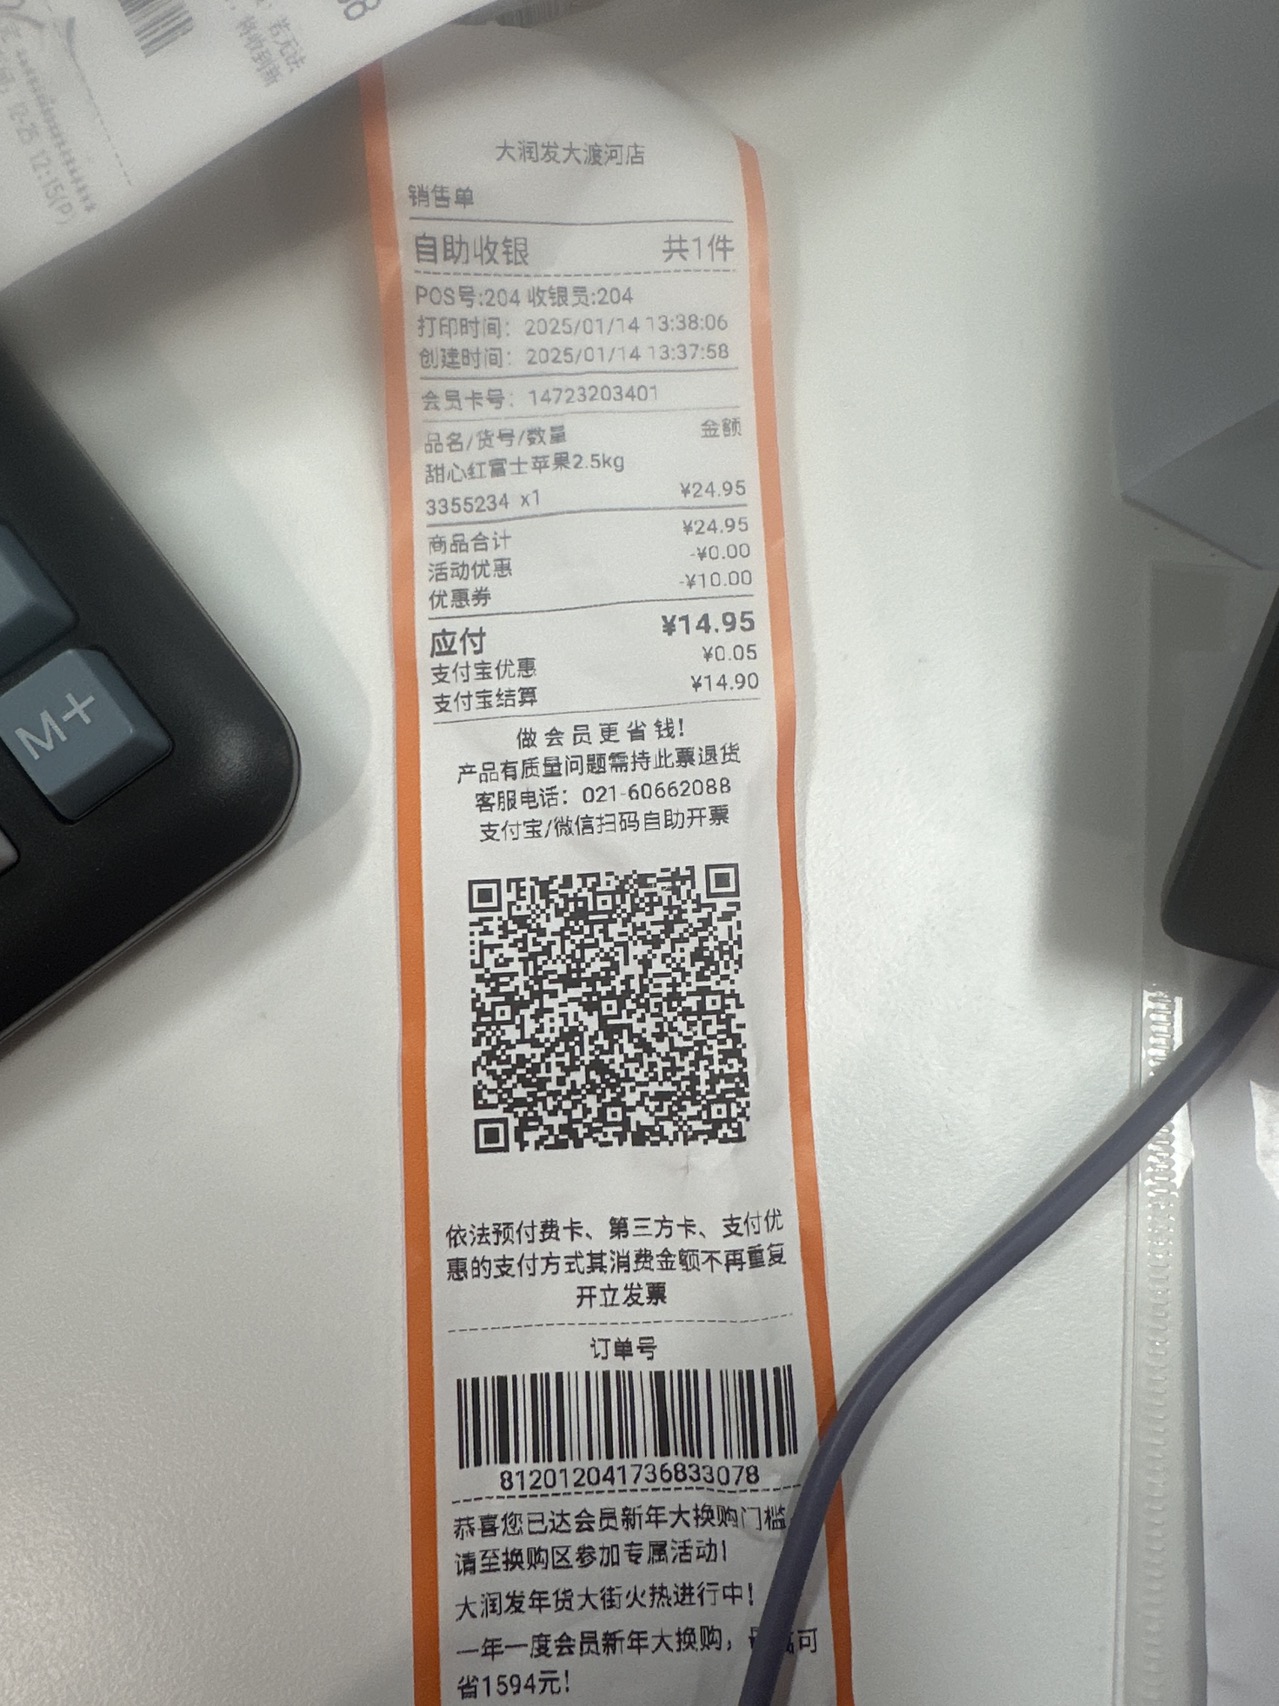 大润发大渡河店
销售单
自助收银 共1件
POS号:204 收银员:204
打印时间： 2025/01/14 13:38:06
创建时间： 2025/01/14 13:37:58
会员卡号： 14723203401
品名/货号/数量 金额
甜心红富士苹果2.5kg
3355234 x1 ¥24.95
商品合计 ¥24.95
活动优惠 -¥0.00
优惠券 -¥10.00
应付 ¥14.95
支付宝优惠 ¥0.05
支付宝结算 ¥14.90
做会员更省钱!
产品有质量问题需持此票退货
客服电话： 021-60662088
支付宝/微信扫码自助开票
依法预付费卡、第三方卡、支付优
惠的支付方式其消费金额不再重复
开立发票
订单号
812012041736833078
恭喜您已达会员新年大换购门槛
请至换购区参加专属活动!
大润发年货大街火热进行中!
一年一度会员新年大换购， 可
省1594元!
M+
12:15(P)